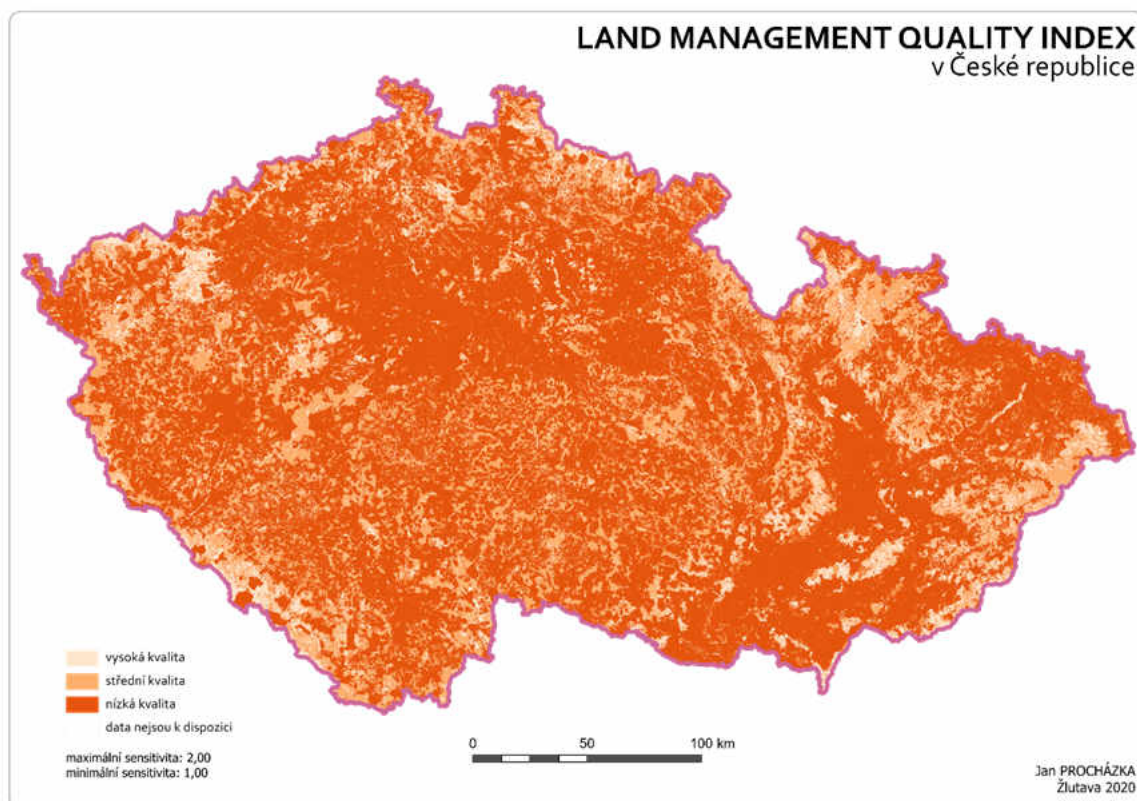 LAND MANAGEMENT QUALITY INDEX
v České republice
vysoká kvalita
střední kvalita
nízká kvalita
data nejsou k dispozici
maximální sensitivita: 2,00
minimální sensitivita: 1,00
0 50 100 km
Jan PROCHÁZKA
Žlutava 2020